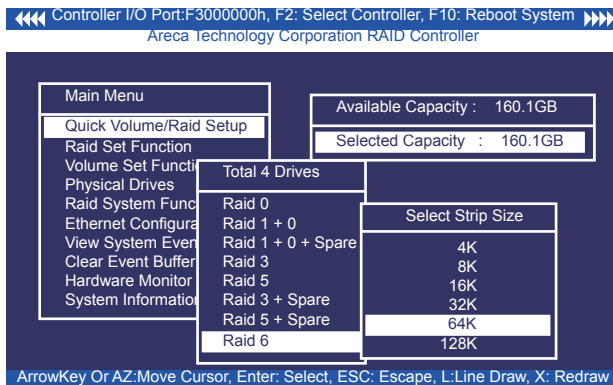 Controller I/O Port:F3000000h, F2: Select Controller, F10: Reboot System
Areca Technology Corporation RAID Controller
Main Menu
Quick Volume/Raid Setup
Raid Set Function
Volume Set Functi
Physical Drives
Raid System Func
Ethernet Configura
View System Even
Clear Event Buffer
Hardware Monitor
System Information
Available Capacity : 160.1GB
Selected Capacity : 160.1GB
Total 4 Drives
Raid 0
Raid 1 + 0
Raid 1 + 0 + Spare
Raid 3
Raid 5
Raid 3 + Spare
Raid 5 + Spare
Raid 6
Select Strip Size
4K
8K
16K
32K
64K
128K
ArrowKey Or AZ:Move Cursor, Enter: Select, ESC: Escape, L:Line Draw, X: Redraw